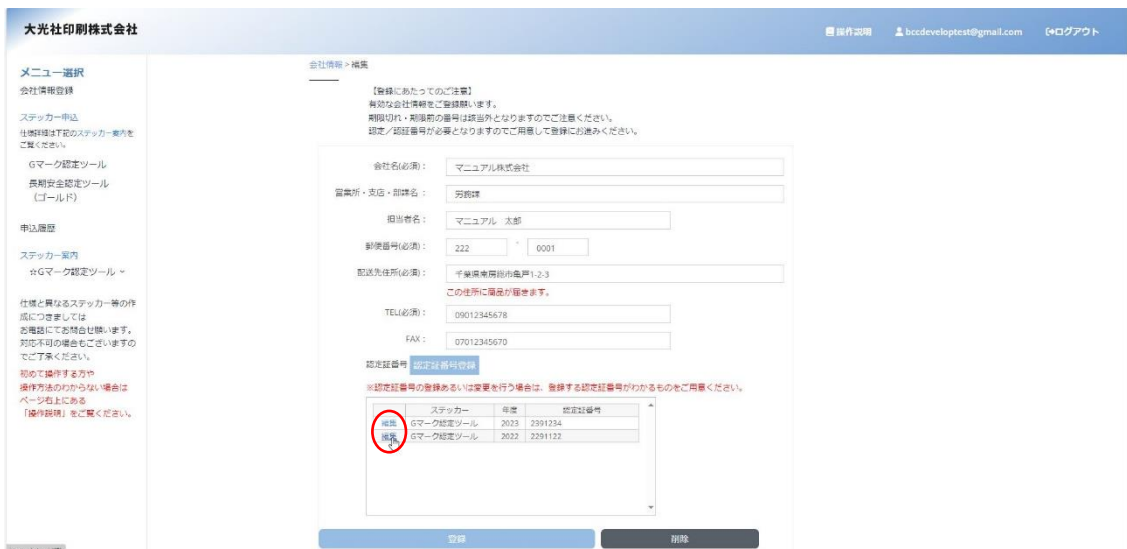 大光社印刷株式会社
操作説明
bccdeveloptest@gmail.com
ログアウト
メニュー選択
会社情報登録
ステッカー申込
仕様詳細は下記のステッカー案内を
ご覧ください。
Gマーク認定ツール
長期安全認定ツール
(ゴールド)
申込履歴
ステッカー案内
☆Gマーク認定ツール
仕様と異なるステッカー等の作
成につきましては
お電話にてお問合せ願います。
対応不可の場合もございますの
でご了承ください。
初めて操作する方や
操作方法のわからない場合は
ページ右上にある
「操作説明」をご覧ください。
会社情報 > 編集
【登録にあたってのご注意】
有効な会社情報をご登録願います。
期限切れ・期限前の番号は該当外となりますのでご注意ください。
認定/認証番号が必要となりますのでご用意して登録にお進みください。
会社名(必須): マニュアル株式会社
営業所・支店・部課名: 労務課
担当者名: マニュアル 太郎
郵便番号(必須): 222 - 0001
配送先住所(必須): 千葉県南房総市亀戸1-2-3
この住所に商品が届きます。
TEL(必須): 09012345678
FAX: 07012345670
認定証番号 認定証番号登録
※認定証番号の登録あるいは変更を行う場合は、登録する認定証番号がわかるものをご用意ください。
ステッカー 年度 認定証番号
編集 Gマーク認定ツール 2023 2391234
編集 Gマーク認定ツール 2022 2291122
登録 削除